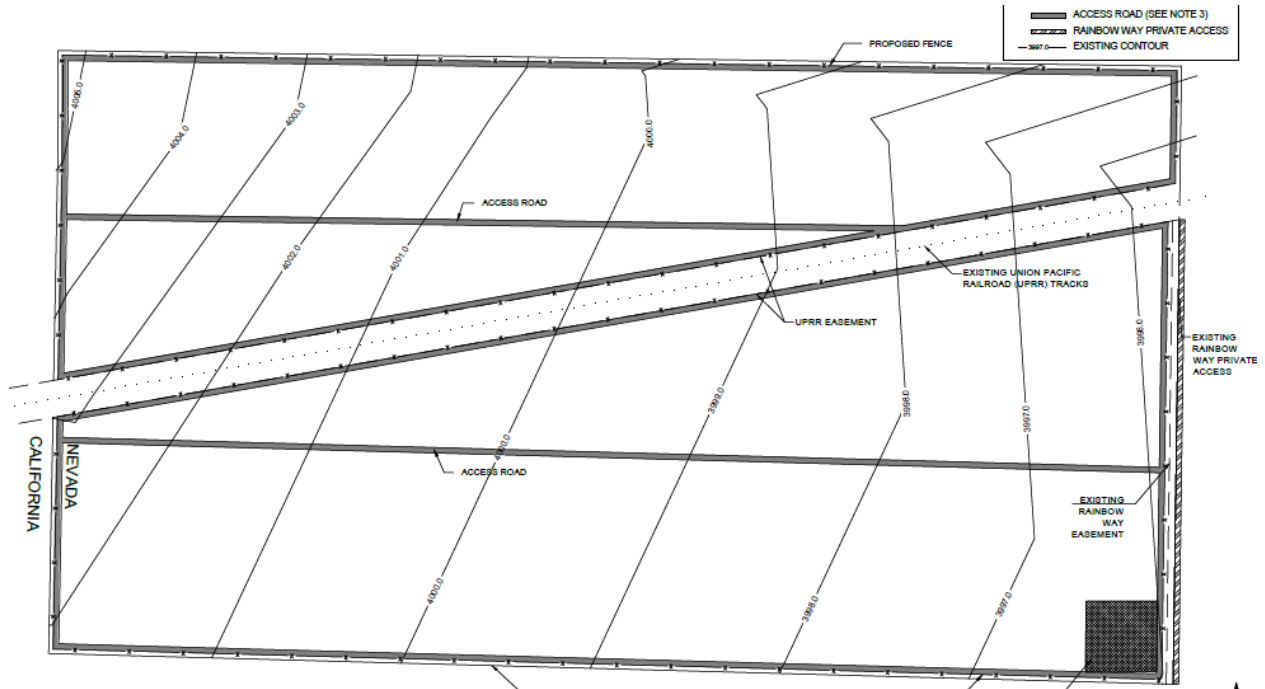 ACCESS ROAD (SEE NOTE 3)
RAINBOW WAY PRIVATE ACCESS
3997.0
EXISTING CONTOUR
PROPOSED FENCE
4005.0
4004.0
4003.0
4000.0
ACCESS ROAD
4002.0
4001.0
EXISTING UNION PACIFIC
RAILROAD (UPRR) TRACKS
UPRR EASEMENT
3996.0
EXISTING
RAINBOW
WAY PRIVATE
ACCESS
3999.0
3998.0
3997.0
4000.0
CALIFORNIA
NEVADA
ACCESS ROAD
EXISTING
RAINBOW
WAY
EASEMENT
4000.0
3998.0
3997.0